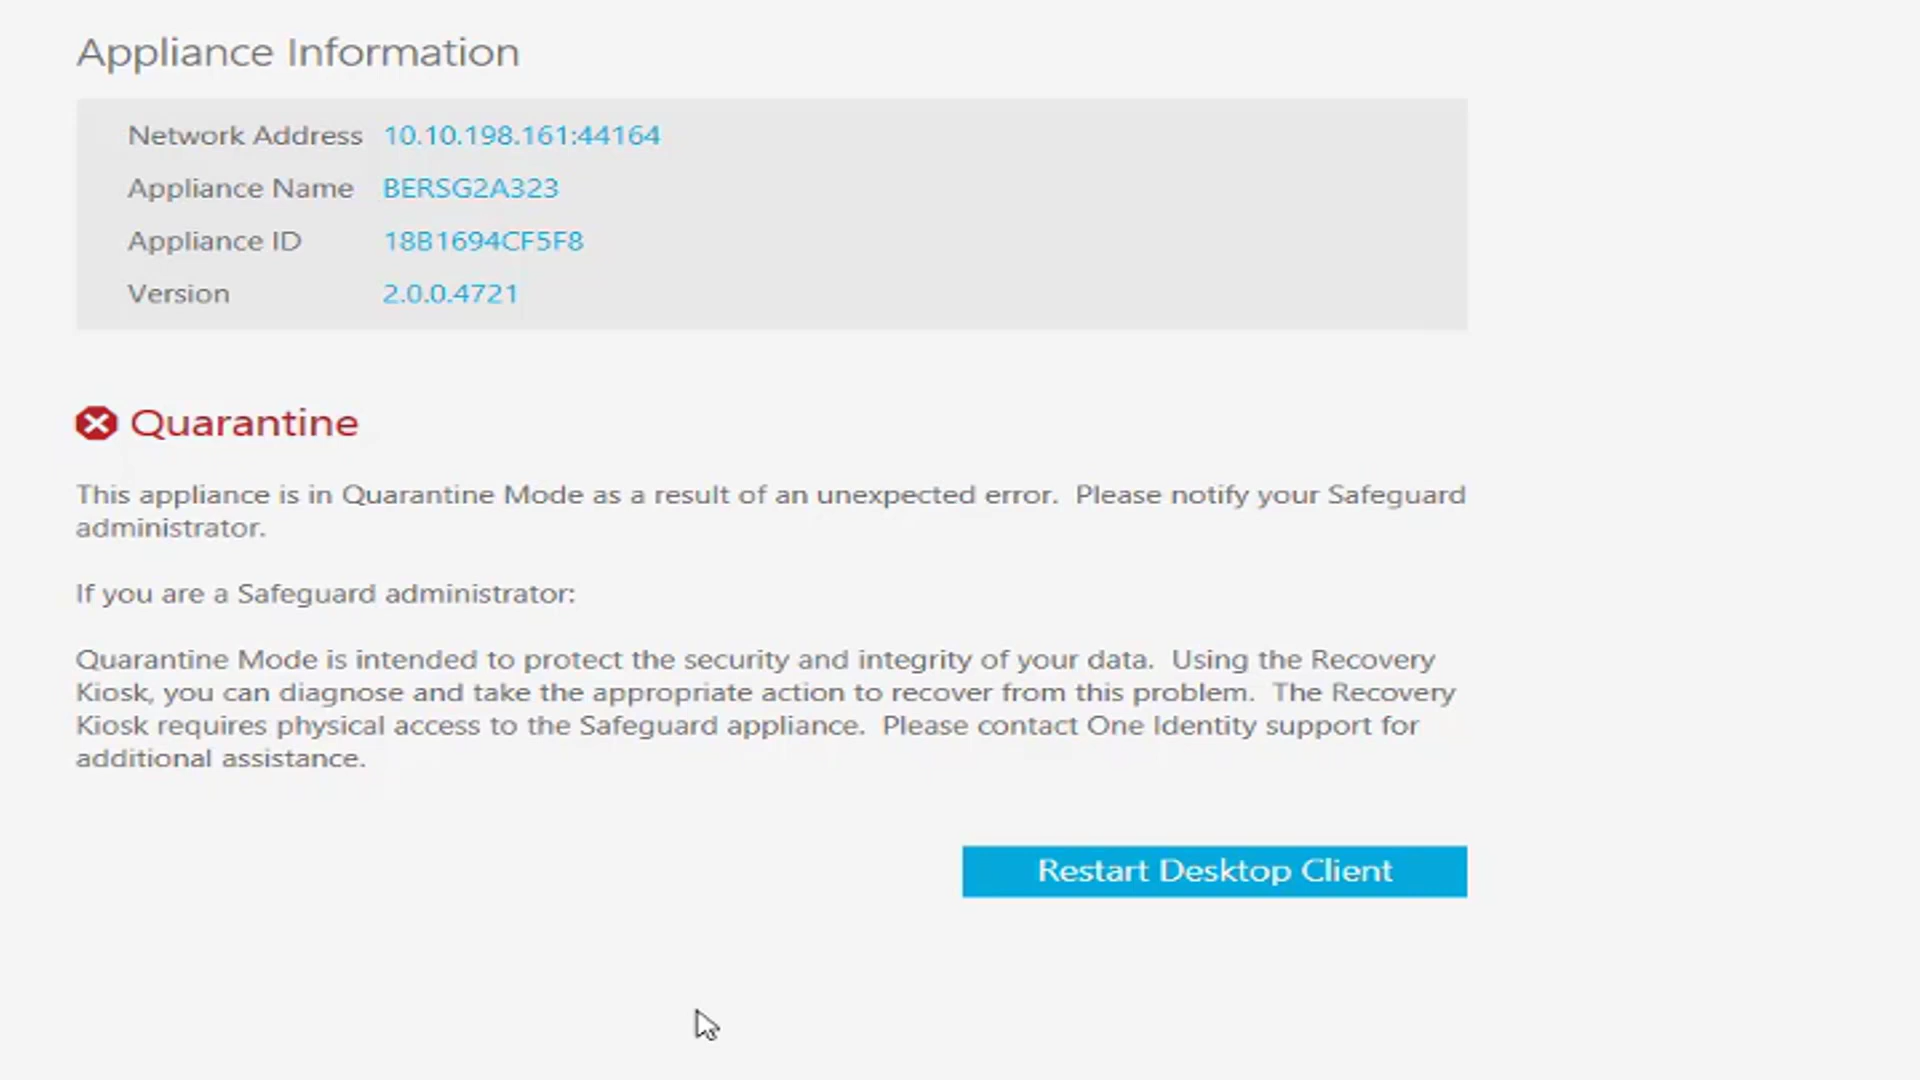 Appliance Information
Network Address 10.10.198.161:44164
Appliance Name BERSG2A323
Appliance ID 18B1694CF5F8
Version 2.0.0.4721
Quarantine
This appliance is in Quarantine Mode as a result of an unexpected error.  Please notify your Safeguard
administrator.
If you are a Safeguard administrator:
Quarantine Mode is intended to protect the security and integrity of your data.  Using the Recovery
Kiosk, you can diagnose and take the appropriate action to recover from this problem.  The Recovery
Kiosk requires physical access to the Safeguard appliance.  Please contact One Identity support for
additional assistance.
Restart Desktop Client